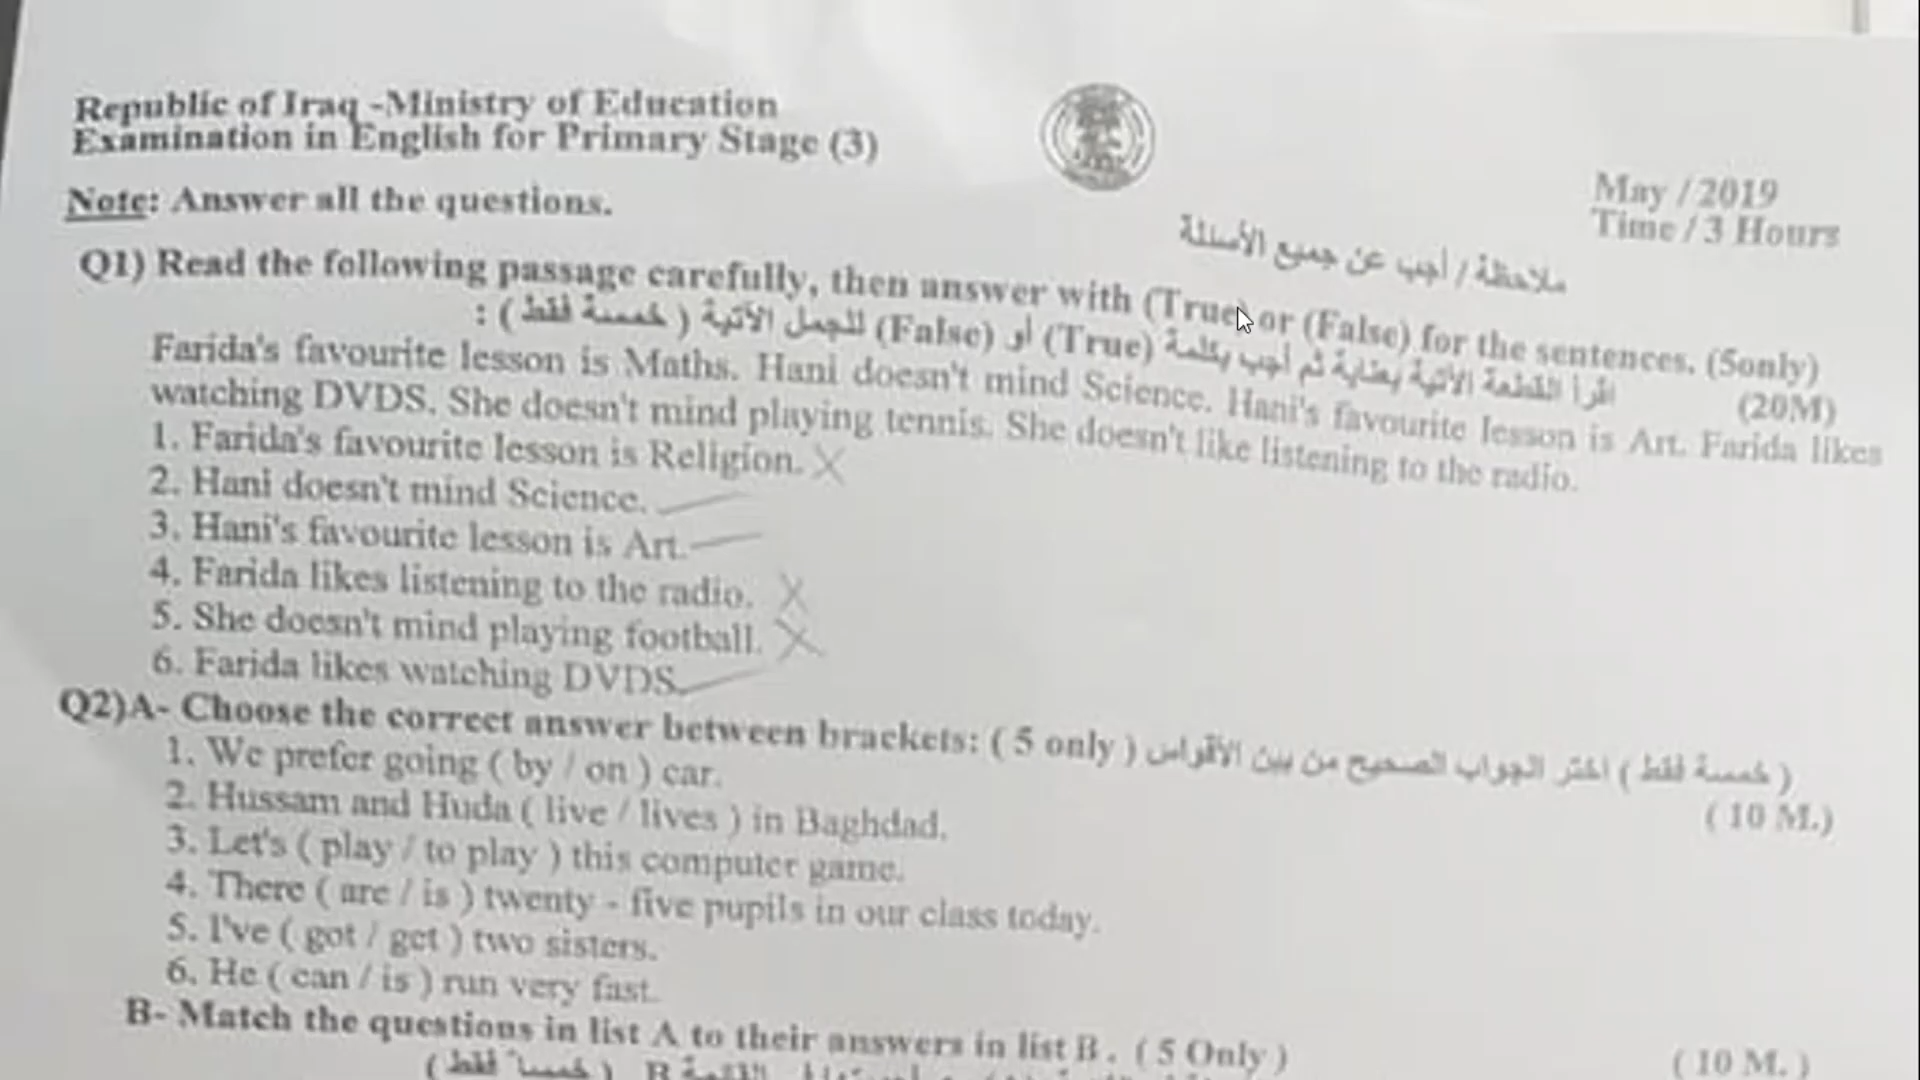 Republic of Iraq -Ministry of Education
Examination in English for Primary Stage (3)
May / 2019
Time / 3 Hours
Note: Answer all the questions.
ملاحظة / أجب عن جميع الأسئلة
Q1) Read the following passage carefully, then answer with (True) or (False) for the sentences. (5only)
اقرأ القطعة الآتية بعناية ثم أجب بكلمة (True) أو (False) للجمل الآتية ( خمسة فقط ) :
(20M)
Farida's favourite lesson is Maths. Hani doesn't mind Science. Hani's favourite lesson is Art. Farida likes
watching DVDS. She doesn't mind playing tennis. She doesn't like listening to the radio.
1. Farida's favourite lesson is Religion. X
2. Hani doesn't mind Science.
3. Hani's favourite lesson is Art.
4. Farida likes listening to the radio. X
5. She doesn't mind playing football. X
6. Farida likes watching DVDS.
Q2)A- Choose the correct answer between brackets: ( 5 only ) اختر الجواب الصحيح من بين الأقواس ( خمسة فقط )
( 10 M.)
1. We prefer going ( by / on ) car.
2. Hussam and Huda ( live / lives ) in Baghdad.
3. Let's ( play / to play ) this computer game.
4. There ( are / is ) twenty - five pupils in our class today.
5. I've ( got / get ) two sisters.
6. He ( can / is ) run very fast.
B- Match the questions in list A to their answers in list B . ( 5 Only )
( 10 M. )